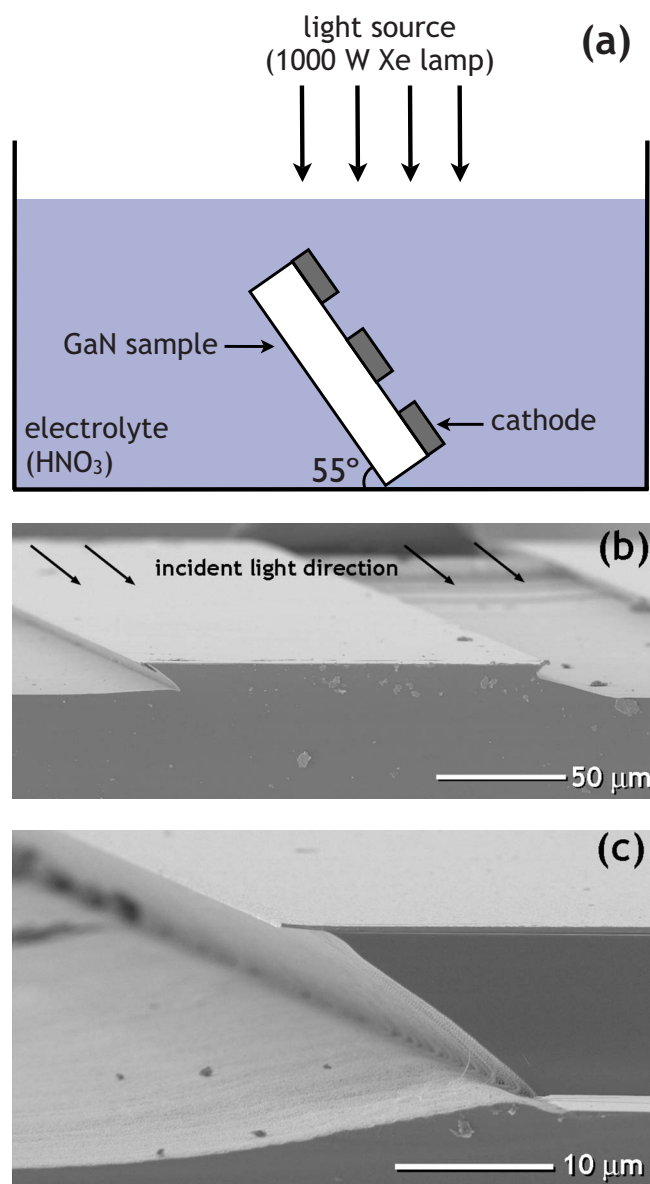 light source
(1000 W Xe lamp)
(a)
GaN sample
cathode
electrolyte
(HNO₃)
55°
(b)
incident light direction
50 μm
(c)
10 μm